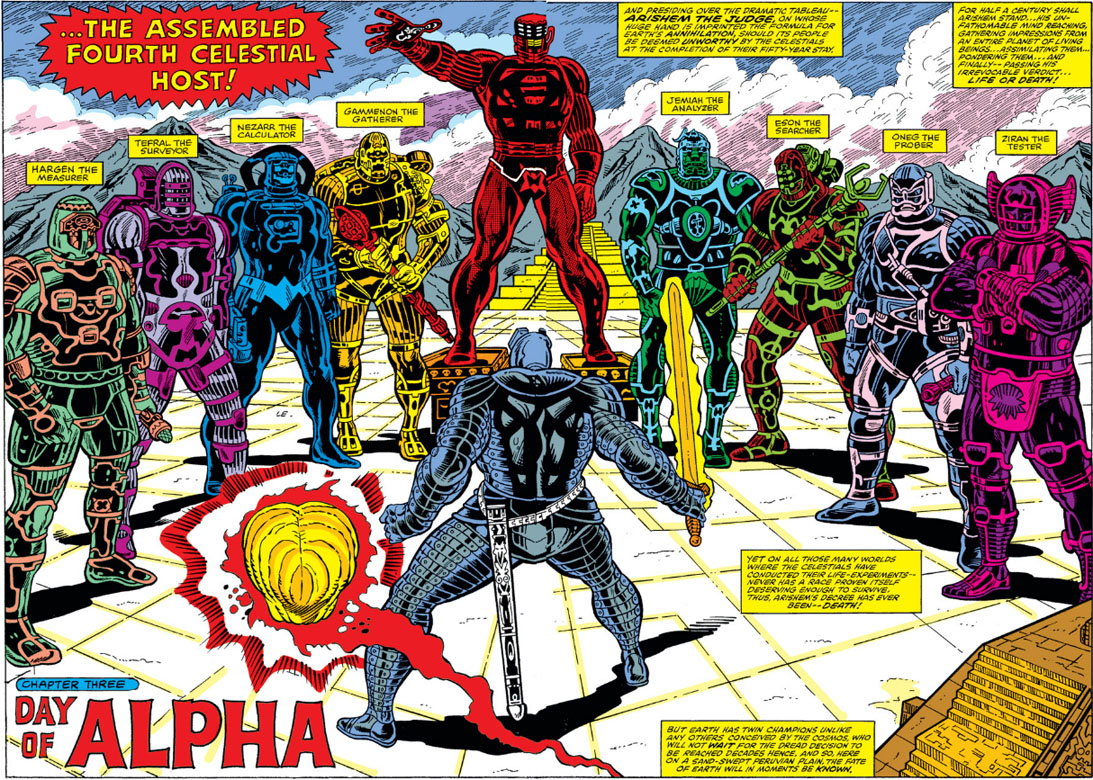 ...THE ASSEMBLED
FOURTH CELESTIAL
HOST!
AND PRESIDING OVER THE DRAMATIC TABLEAU--
ARISHEM THE JUDGE, ON WHOSE
HUGE HAND IS IMPRINTED THE FORMULA FOR
EARTH'S ANNIHILATION, SHOULD ITS PEOPLE
BE DEEMED UNWORTHY BY THE CELESTIALS
AT THE COMPLETION OF THEIR FIFTY-YEAR STAY.
FOR HALF A CENTURY SHALL
ARISHEM STAND...HIS UN-
FATHOMABLE MIND REACHING,
GATHERING IMPRESSIONS FROM
AN ENTIRE PLANET OF LIVING
BEINGS...ASSIMILATING THEM...
PONDERING THEM...AND
FINALLY--PASSING HIS
IRREVOCABLE VERDICT...
LIFE OR DEATH!
HARGEN THE
MEASURER
TEFRAL THE
SURVEYOR
NEZARR THE
CALCULATOR
GAMMENON THE
GATHERER
JEMIAH THE
ANALYZER
ESON THE
SEARCHER
ONEG THE
PROBER
ZIRAN THE
TESTER
YET ON ALL THOSE MANY WORLDS
WHERE THE CELESTIALS HAVE
CONDUCTED THEIR LIFE-EXPERIMENTS--
NEVER HAS A RACE PROVEN ITSELF
DESERVING ENOUGH TO SURVIVE.
THUS, ARISHEM'S DECREE HAS EVER
BEEN--DEATH!
CHAPTER THREE
DAY
OF ALPHA
BUT EARTH HAS TWIN CHAMPIONS UNLIKE
ANY OTHERS CONCEIVED BY THE COSMOS, WHO
WILL NOT WAIT FOR THE DREAD DECISION TO
BE REACHED DECADES HENCE, AND SO, HERE
ON A SAND-SWEPT PERUVIAN PLAIN, THE FATE
OF EARTH WILL IN MOMENTS BE KNOWN.